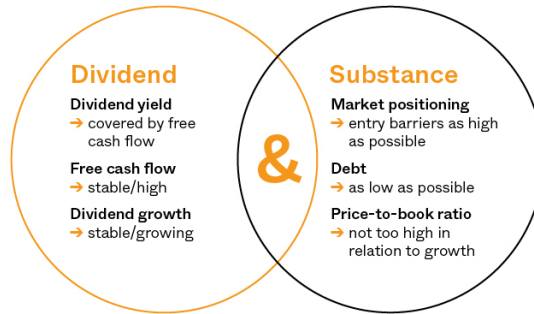 Dividend
Dividend yield
→ covered by free
cash flow
Free cash flow
→ stable/high
Dividend growth
→ stable/growing
&
Substance
Market positioning
→ entry barriers as high
as possible
Debt
→ as low as possible
Price-to-book ratio
→ not too high in
relation to growth